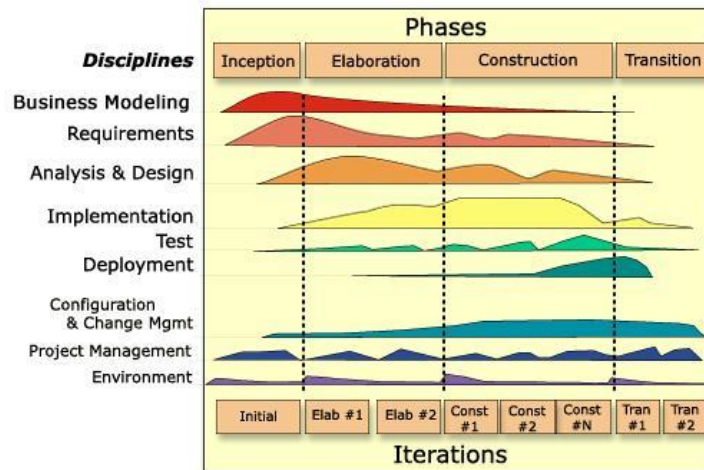 Phases
Disciplines
Inception
Elaboration
Construction
Transition
Business Modeling
Requirements
Analysis & Design
Implementation
Test
Deployment
Configuration
& Change Mgmt
Project Management
Environment
Initial
Elab #1
Elab #2
Const
#1
Const
#2
Const
#N
Tran
#1
Tran
#2
Iterations